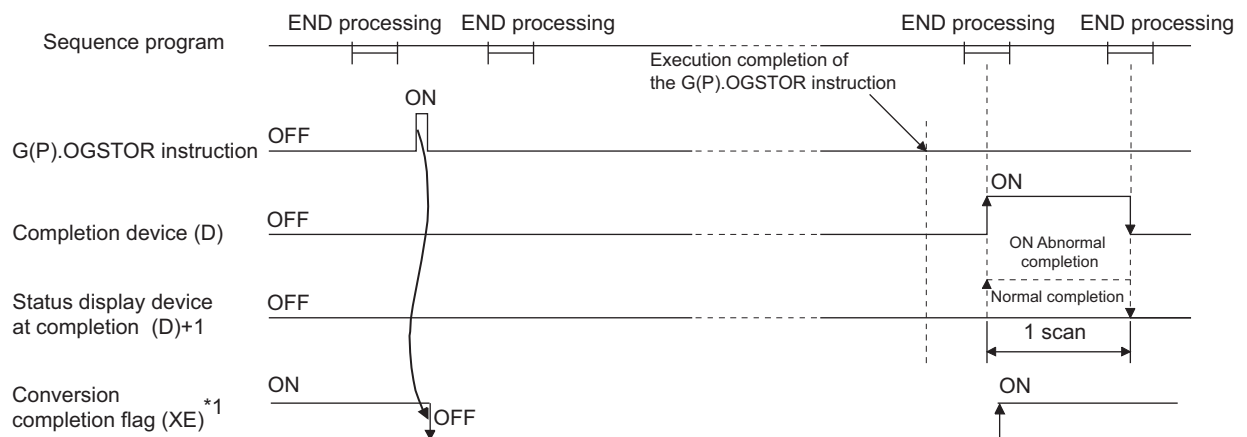 END processing
END processing
END processing
END processing
Sequence program
Execution completion of
the G(P).OGSTOR instruction
ON
OFF
G(P).OGSTOR instruction
ON
OFF
Completion device (D)
ON Abnormal
completion
Status display device
at completion (D)+1
OFF
Normal completion
1 scan
Conversion
completion flag (XE)*1
ON
OFF
ON